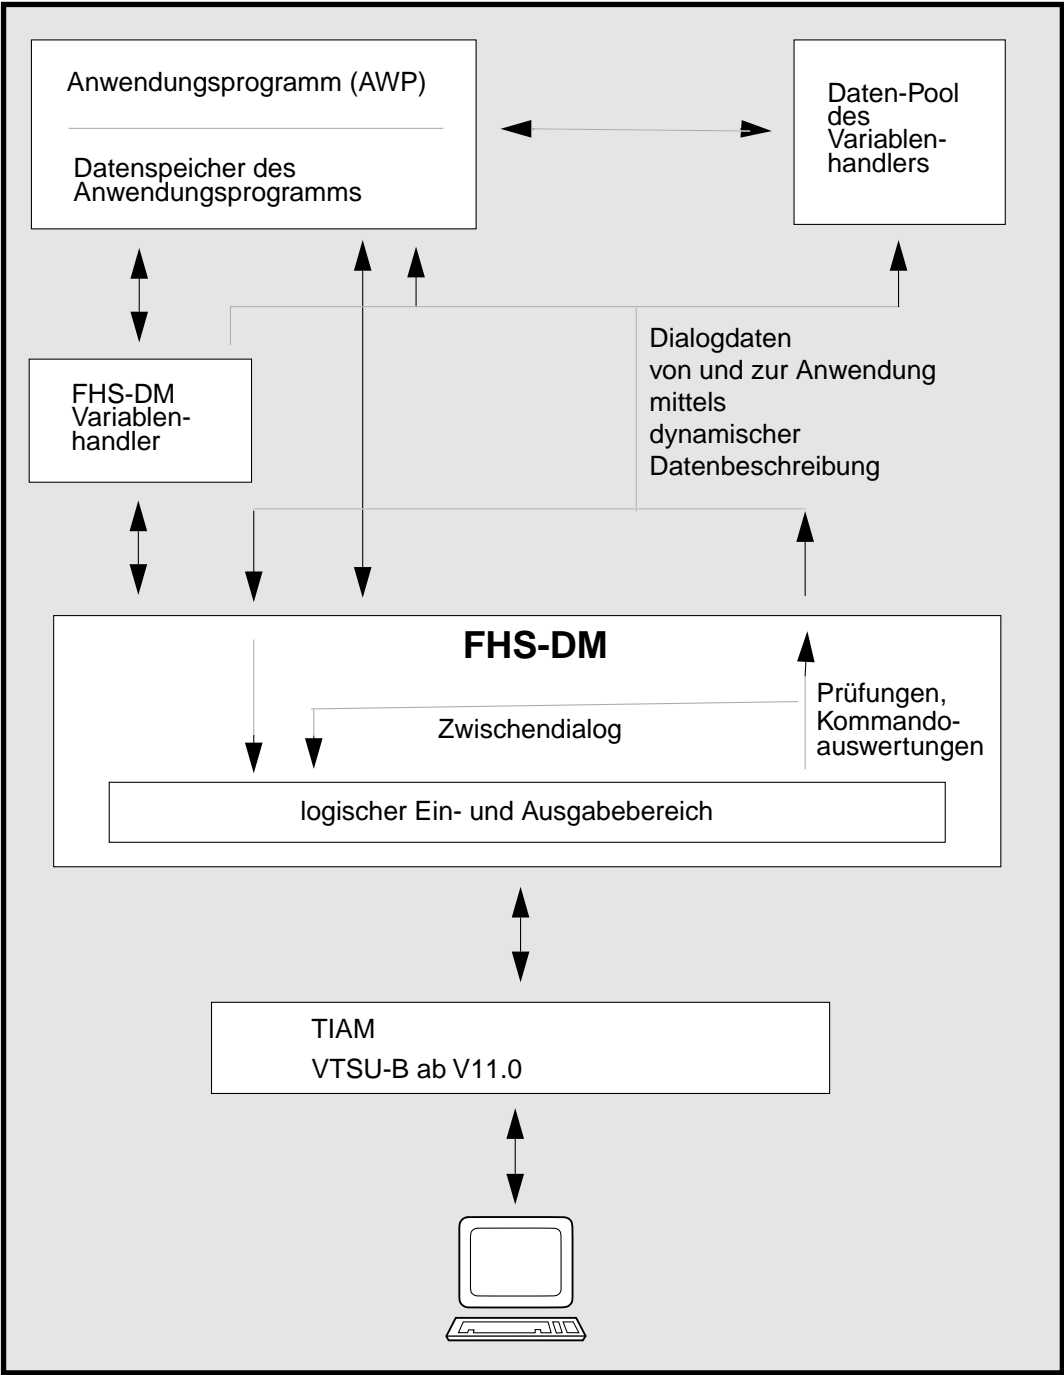 Anwendungsprogramm (AWP)
Datenspeicher des
Anwendungsprogramms
Daten-Pool
des
Variablen-
handlers
FHS-DM
Variablen-
handler
Dialogdaten
von und zur Anwendung
mittels
dynamischer
Datenbeschreibung
FHS-DM
Zwischendialog
Prüfungen,
Kommando-
auswertungen
logischer Ein- und Ausgabebereich
TIAM
VTSU-B ab V11.0